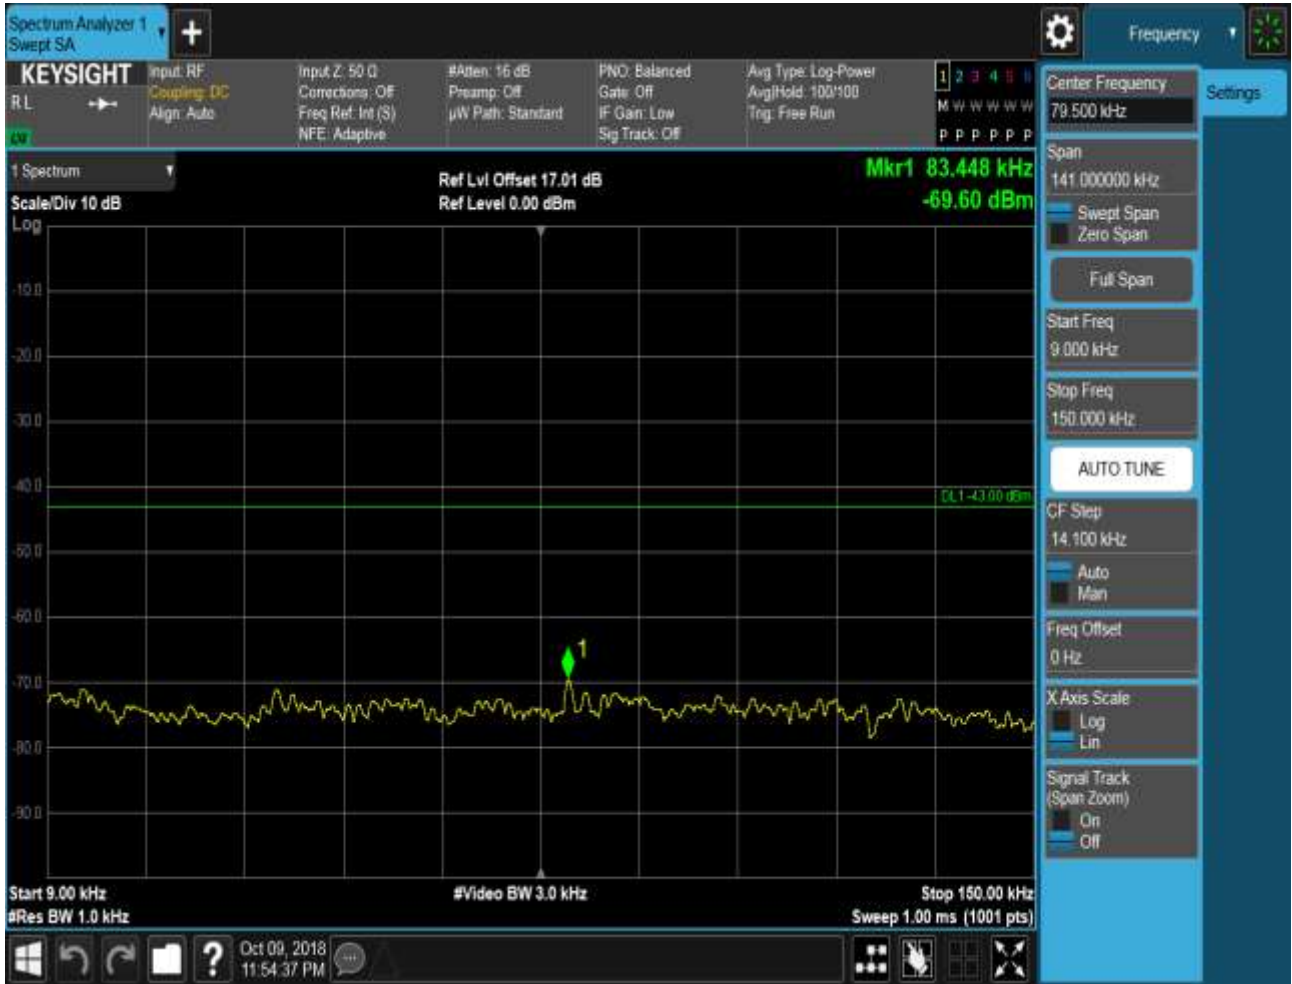 Spectrum Analyzer 1
Swept SA
+
Frequency
KEYSIGHT
R L
Input: RF
Coupling: DC
Align: Auto
Input Z: 50 Ω
Corrections: Off
Freq Ref: Int (S)
NFE: Adaptive
#Atten: 16 dB
Preamp: Off
µW Path: Standard
PNO: Balanced
Gate: Off
IF Gain: Low
Sig Track: Off
Avg Type: Log-Power
Avg|Hold: 100/100
Trig: Free Run
1 2 3 4 5 6
M W W W W W
P P P P P P
1 Spectrum
Scale/Div 10 dB
Log
Ref Lvl Offset 17.01 dB
Ref Level 0.00 dBm
Mkr1 83.448 kHz
-69.60 dBm
-10.0
-20.0
-30.0
-40.0
DL1 -43.00 dBm
-50.0
-60.0
1
-70.0
-80.0
-90.0
Start 9.00 kHz
#Video BW 3.0 kHz
Stop 150.00 kHz
#Res BW 1.0 kHz
Sweep 1.00 ms (1001 pts)
Center Frequency
79.500 kHz
Settings
Span
141.000000 kHz
Swept Span
Zero Span
Full Span
Start Freq
9.000 kHz
Stop Freq
150.000 kHz
AUTO TUNE
CF Step
14.100 kHz
Auto
Man
Freq Offset
0 Hz
X Axis Scale
Log
Lin
Signal Track
(Span Zoom)
On
Off
?
Oct 09, 2018
11:54:37 PM